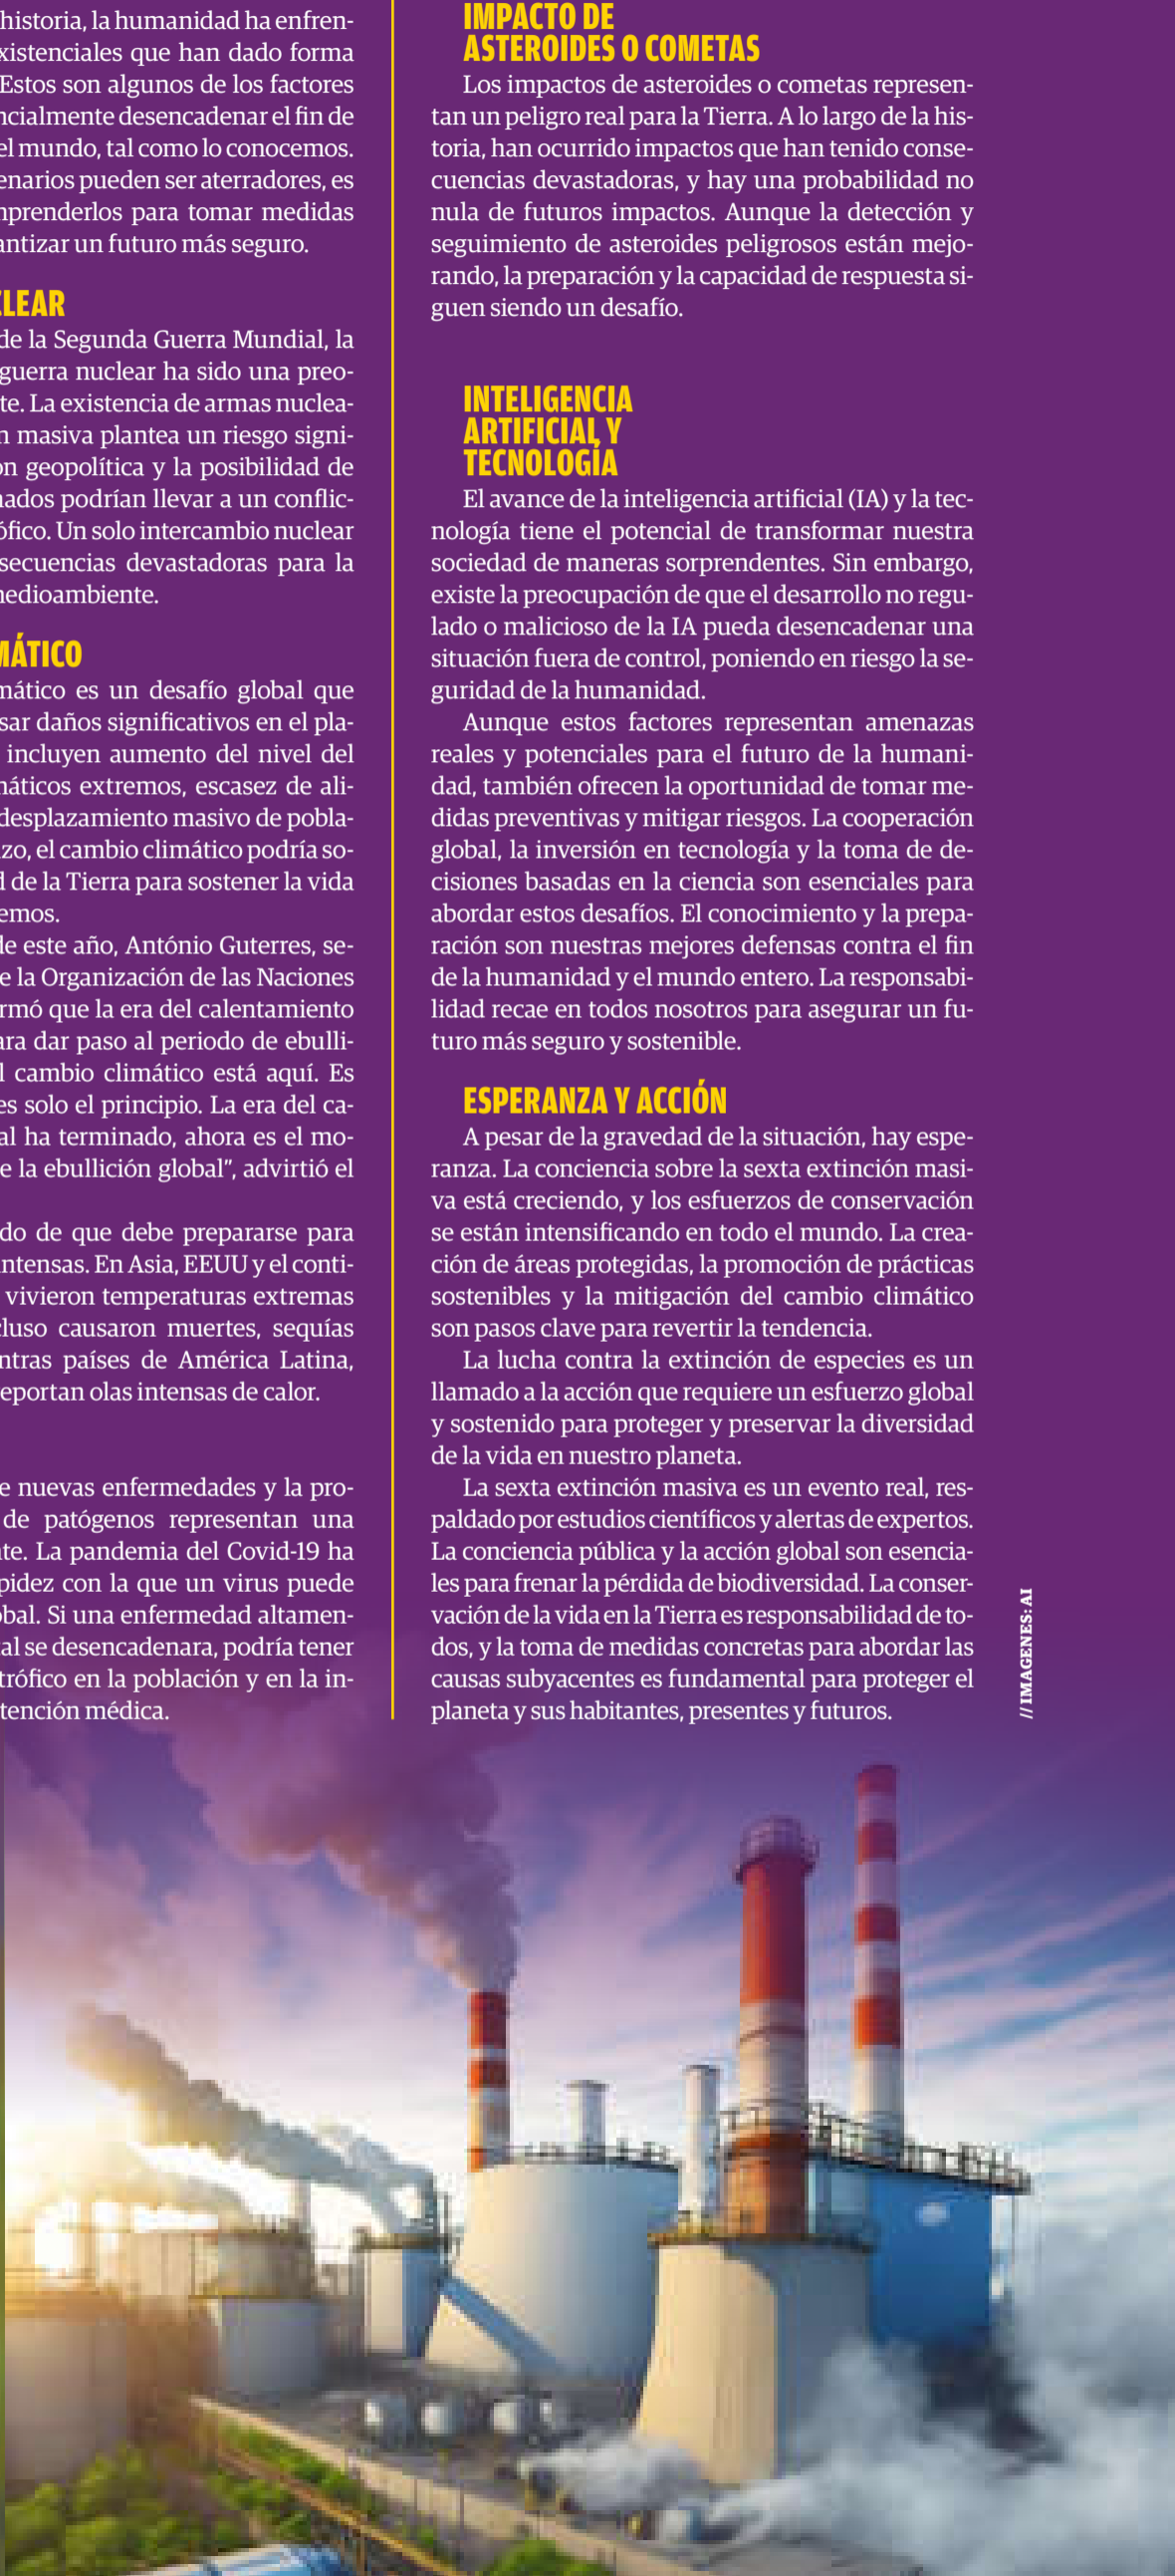 historia, la humanidad ha enfren-
xistenciales que han dado forma
Estos son algunos de los factores
ncialmente desencadenar el fin de
el mundo, tal como lo conocemos.
enarios pueden ser aterradores, es
mprenderlos para tomar medidas
antizar un futuro más seguro.
CLEAR
de la Segunda Guerra Mundial, la
guerra nuclear ha sido una preo-
te. La existencia de armas nuclea-
n masiva plantea un riesgo signi-
ón geopolítica y la posibilidad de
nados podrían llevar a un conflic-
ófico. Un solo intercambio nuclear
secuencias devastadoras para la
medioambiente.
MÁTICO
mático es un desafío global que
sar daños significativos en el pla-
incluyen aumento del nivel del
máticos extremos, escasez de ali-
desplazamiento masivo de pobla-
zo, el cambio climático podría so-
d de la Tierra para sostener la vida
emos.
de este año, António Guterres, se-
e la Organización de las Naciones
rmó que la era del calentamiento
ara dar paso al periodo de ebulli-
l cambio climático está aquí. Es
es solo el principio. La era del ca-
al ha terminado, ahora es el mo-
e la ebullición global”, advirtió el
do de que debe prepararse para
intensas. En Asia, EEUU y el conti-
vivieron temperaturas extremas
cluso causaron muertes, sequías
ntras países de América Latina,
eportan olas intensas de calor.
e nuevas enfermedades y la pro-
de patógenos representan una
nte. La pandemia del Covid-19 ha
pidez con la que un virus puede
obal. Si una enfermedad altamen-
tal se desencadenara, podría tener
trófico en la población y en la in-
tención médica.
IMPACTO DE
ASTEROIDES O COMETAS
Los impactos de asteroides o cometas represen-
tan un peligro real para la Tierra. A lo largo de la his-
toria, han ocurrido impactos que han tenido conse-
cuencias devastadoras, y hay una probabilidad no
nula de futuros impactos. Aunque la detección y
seguimiento de asteroides peligrosos están mejo-
rando, la preparación y la capacidad de respuesta si-
guen siendo un desafío.
INTELIGENCIA
ARTIFICIAL Y
TECNOLOGÍA
El avance de la inteligencia artificial (IA) y la tec-
nología tiene el potencial de transformar nuestra
sociedad de maneras sorprendentes. Sin embargo,
existe la preocupación de que el desarrollo no regu-
lado o malicioso de la IA pueda desencadenar una
situación fuera de control, poniendo en riesgo la se-
guridad de la humanidad.
Aunque estos factores representan amenazas
reales y potenciales para el futuro de la humani-
dad, también ofrecen la oportunidad de tomar me-
didas preventivas y mitigar riesgos. La cooperación
global, la inversión en tecnología y la toma de de-
cisiones basadas en la ciencia son esenciales para
abordar estos desafíos. El conocimiento y la prepa-
ración son nuestras mejores defensas contra el fin
de la humanidad y el mundo entero. La responsabi-
lidad recae en todos nosotros para asegurar un fu-
turo más seguro y sostenible.
ESPERANZA Y ACCIÓN
A pesar de la gravedad de la situación, hay espe-
ranza. La conciencia sobre la sexta extinción masi-
va está creciendo, y los esfuerzos de conservación
se están intensificando en todo el mundo. La crea-
ción de áreas protegidas, la promoción de prácticas
sostenibles y la mitigación del cambio climático
son pasos clave para revertir la tendencia.
La lucha contra la extinción de especies es un
llamado a la acción que requiere un esfuerzo global
y sostenido para proteger y preservar la diversidad
de la vida en nuestro planeta.
La sexta extinción masiva es un evento real, res-
paldado por estudios científicos y alertas de expertos.
La conciencia pública y la acción global son esencia-
les para frenar la pérdida de biodiversidad. La conser-
vación de la vida en la Tierra es responsabilidad de to-
dos, y la toma de medidas concretas para abordar las
causas subyacentes es fundamental para proteger el
planeta y sus habitantes, presentes y futuros.
// IMAGENES: AI